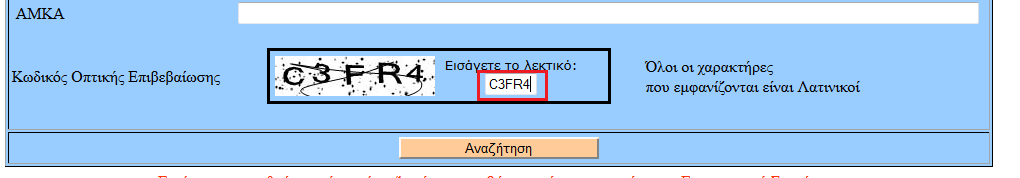 ΑΜΚΑ
Κωδικός Οπτικής Επιβεβαίωσης
C3FR4
Εισάγετε το λεκτικό:
C3FR4
Όλοι οι χαρακτήρες
που εμφανίζονται είναι Λατινικοί
Αναζήτηση